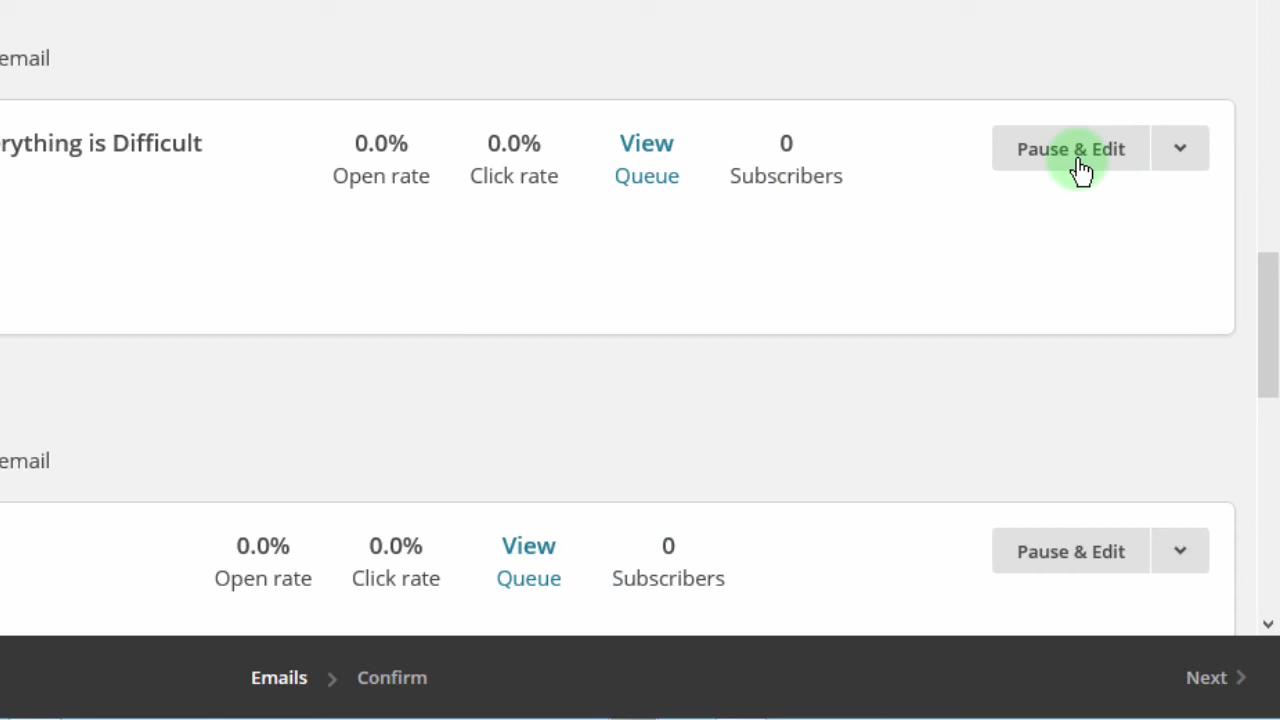 email
rything is Difficult
0.0% 0.0% View 0
Open rate Click rate Queue Subscribers
Pause & Edit
email
0.0% 0.0% View 0
Open rate Click rate Queue Subscribers
Pause & Edit
Emails > Confirm
Next >